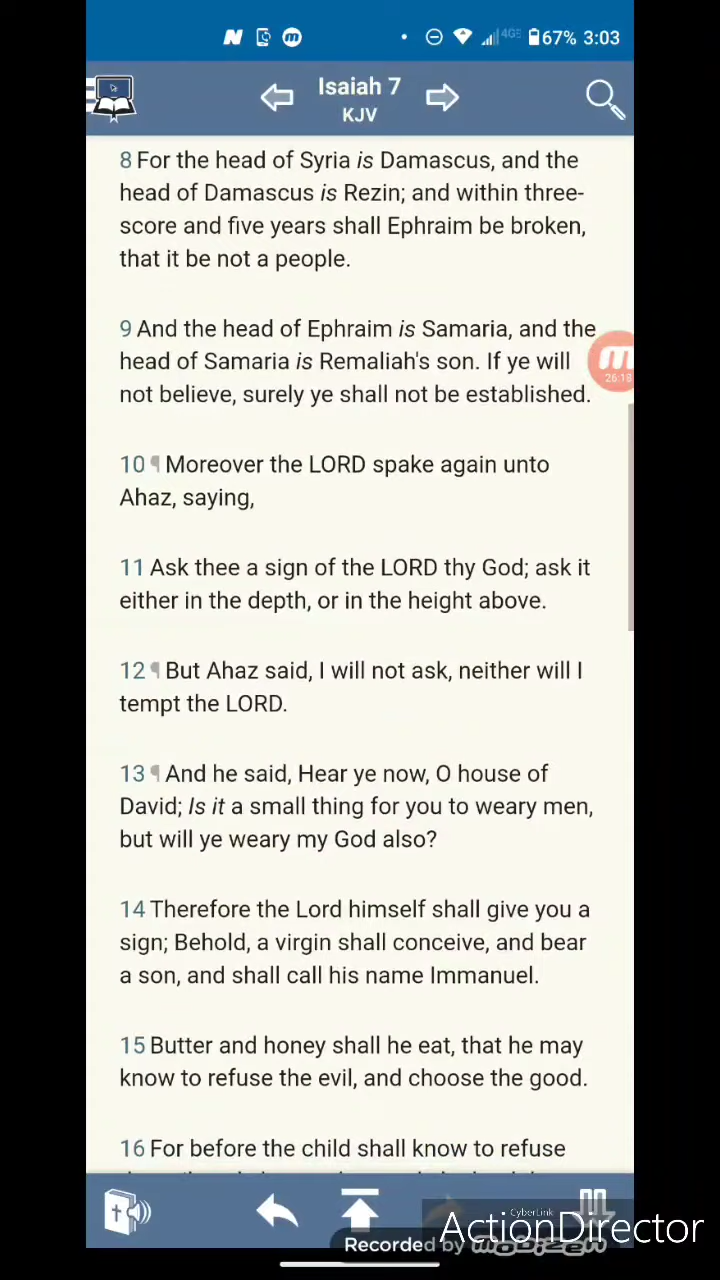 N m 4G 67% 3:03
Isaiah 7
KJV
8 For the head of Syria is Damascus, and the
head of Damascus is Rezin; and within three-
score and five years shall Ephraim be broken,
that it be not a people.
9 And the head of Ephraim is Samaria, and the
head of Samaria is Remaliah's son. If ye will
not believe, surely ye shall not be established.
m
26:18
10 ¶ Moreover the LORD spake again unto
Ahaz, saying,
11 Ask thee a sign of the LORD thy God; ask it
either in the depth, or in the height above.
12 ¶ But Ahaz said, I will not ask, neither will I
tempt the LORD.
13 ¶ And he said, Hear ye now, O house of
David; Is it a small thing for you to weary men,
but will ye weary my God also?
14 Therefore the Lord himself shall give you a
sign; Behold, a virgin shall conceive, and bear
a son, and shall call his name Immanuel.
15 Butter and honey shall he eat, that he may
know to refuse the evil, and choose the good.
16 For before the child shall know to refuse
CyberLink
ActionDirector
Recorded by mobizen